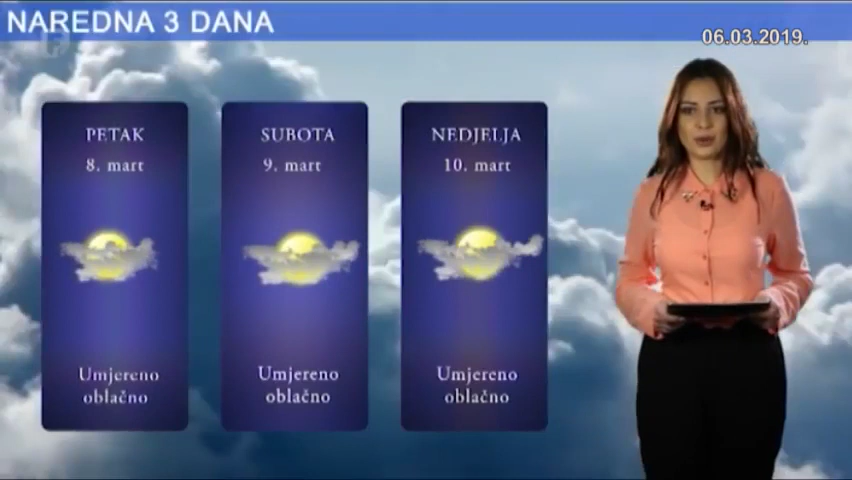 NAREDNA 3 DANA
06.03.2019.
PETAK
8. mart
Umjereno
oblačno
SUBOTA
9. mart
Umjereno
oblačno
NEDJELJA
10. mart
Umjereno
oblačno